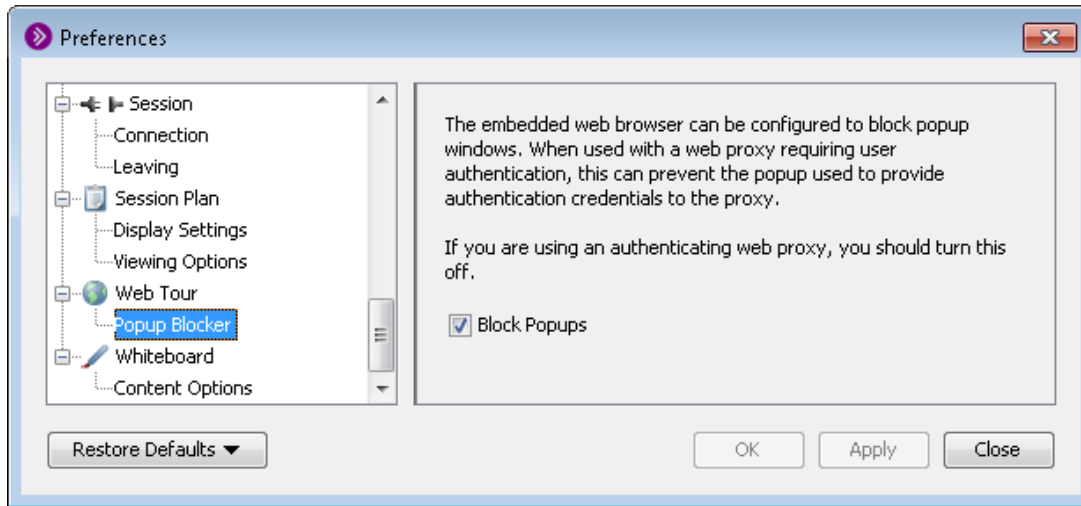 Preferences
Session
Connection
Leaving
Session Plan
Display Settings
Viewing Options
Web Tour
Popup Blocker
Whiteboard
Content Options
The embedded web browser can be configured to block popup
windows. When used with a web proxy requiring user
authentication, this can prevent the popup used to provide
authentication credentials to the proxy.
If you are using an authenticating web proxy, you should turn this
off.
Block Popups
Restore Defaults
OK
Apply
Close